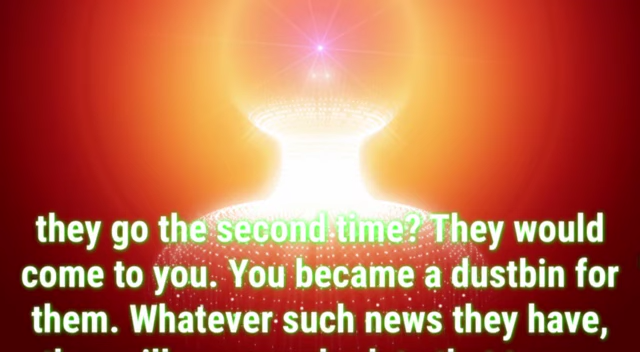 they go the second time? They would
come to you. You became a dustbin for
them. Whatever such news they have,